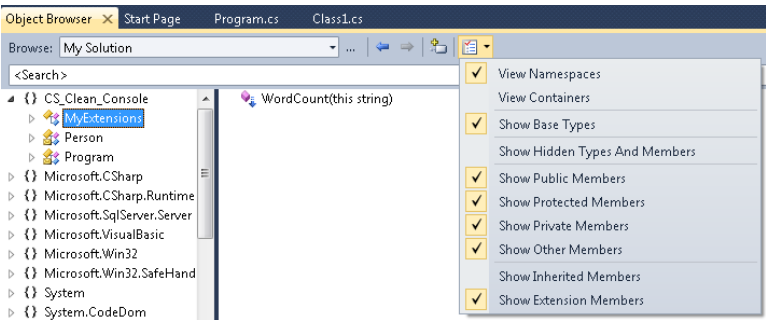 Object Browser Start Page Program.cs Class1.cs
Browse: My Solution ...
<Search>
{} CS_Clean_Console
MyExtensions
Person
Program
{} Microsoft.CSharp
{} Microsoft.CSharp.Runtime
{} Microsoft.SqlServer.Server
{} Microsoft.VisualBasic
{} Microsoft.Win32
{} Microsoft.Win32.SafeHand
{} System
{} System.CodeDom
WordCount(this string)
View Namespaces
View Containers
Show Base Types
Show Hidden Types And Members
Show Public Members
Show Protected Members
Show Private Members
Show Other Members
Show Inherited Members
Show Extension Members